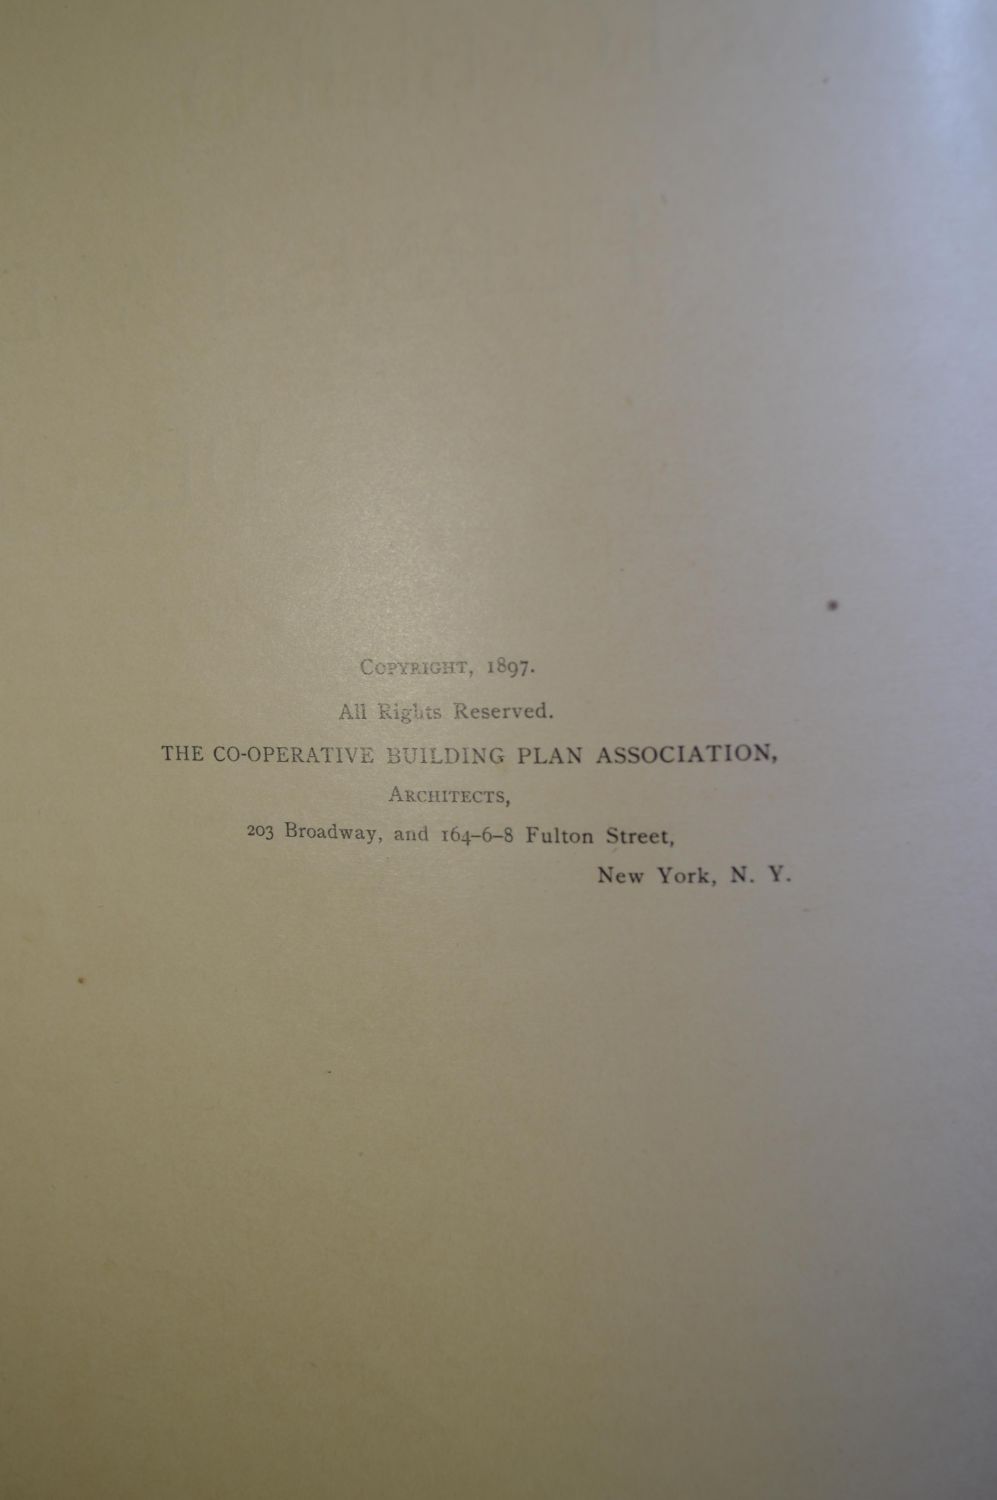 COPYRIGHT, 1897.
All Rights Reserved.
THE CO-OPERATIVE BUILDING PLAN ASSOCIATION,
ARCHITECTS,
203 Broadway, and 164-6-8 Fulton Street,
New York, N. Y.